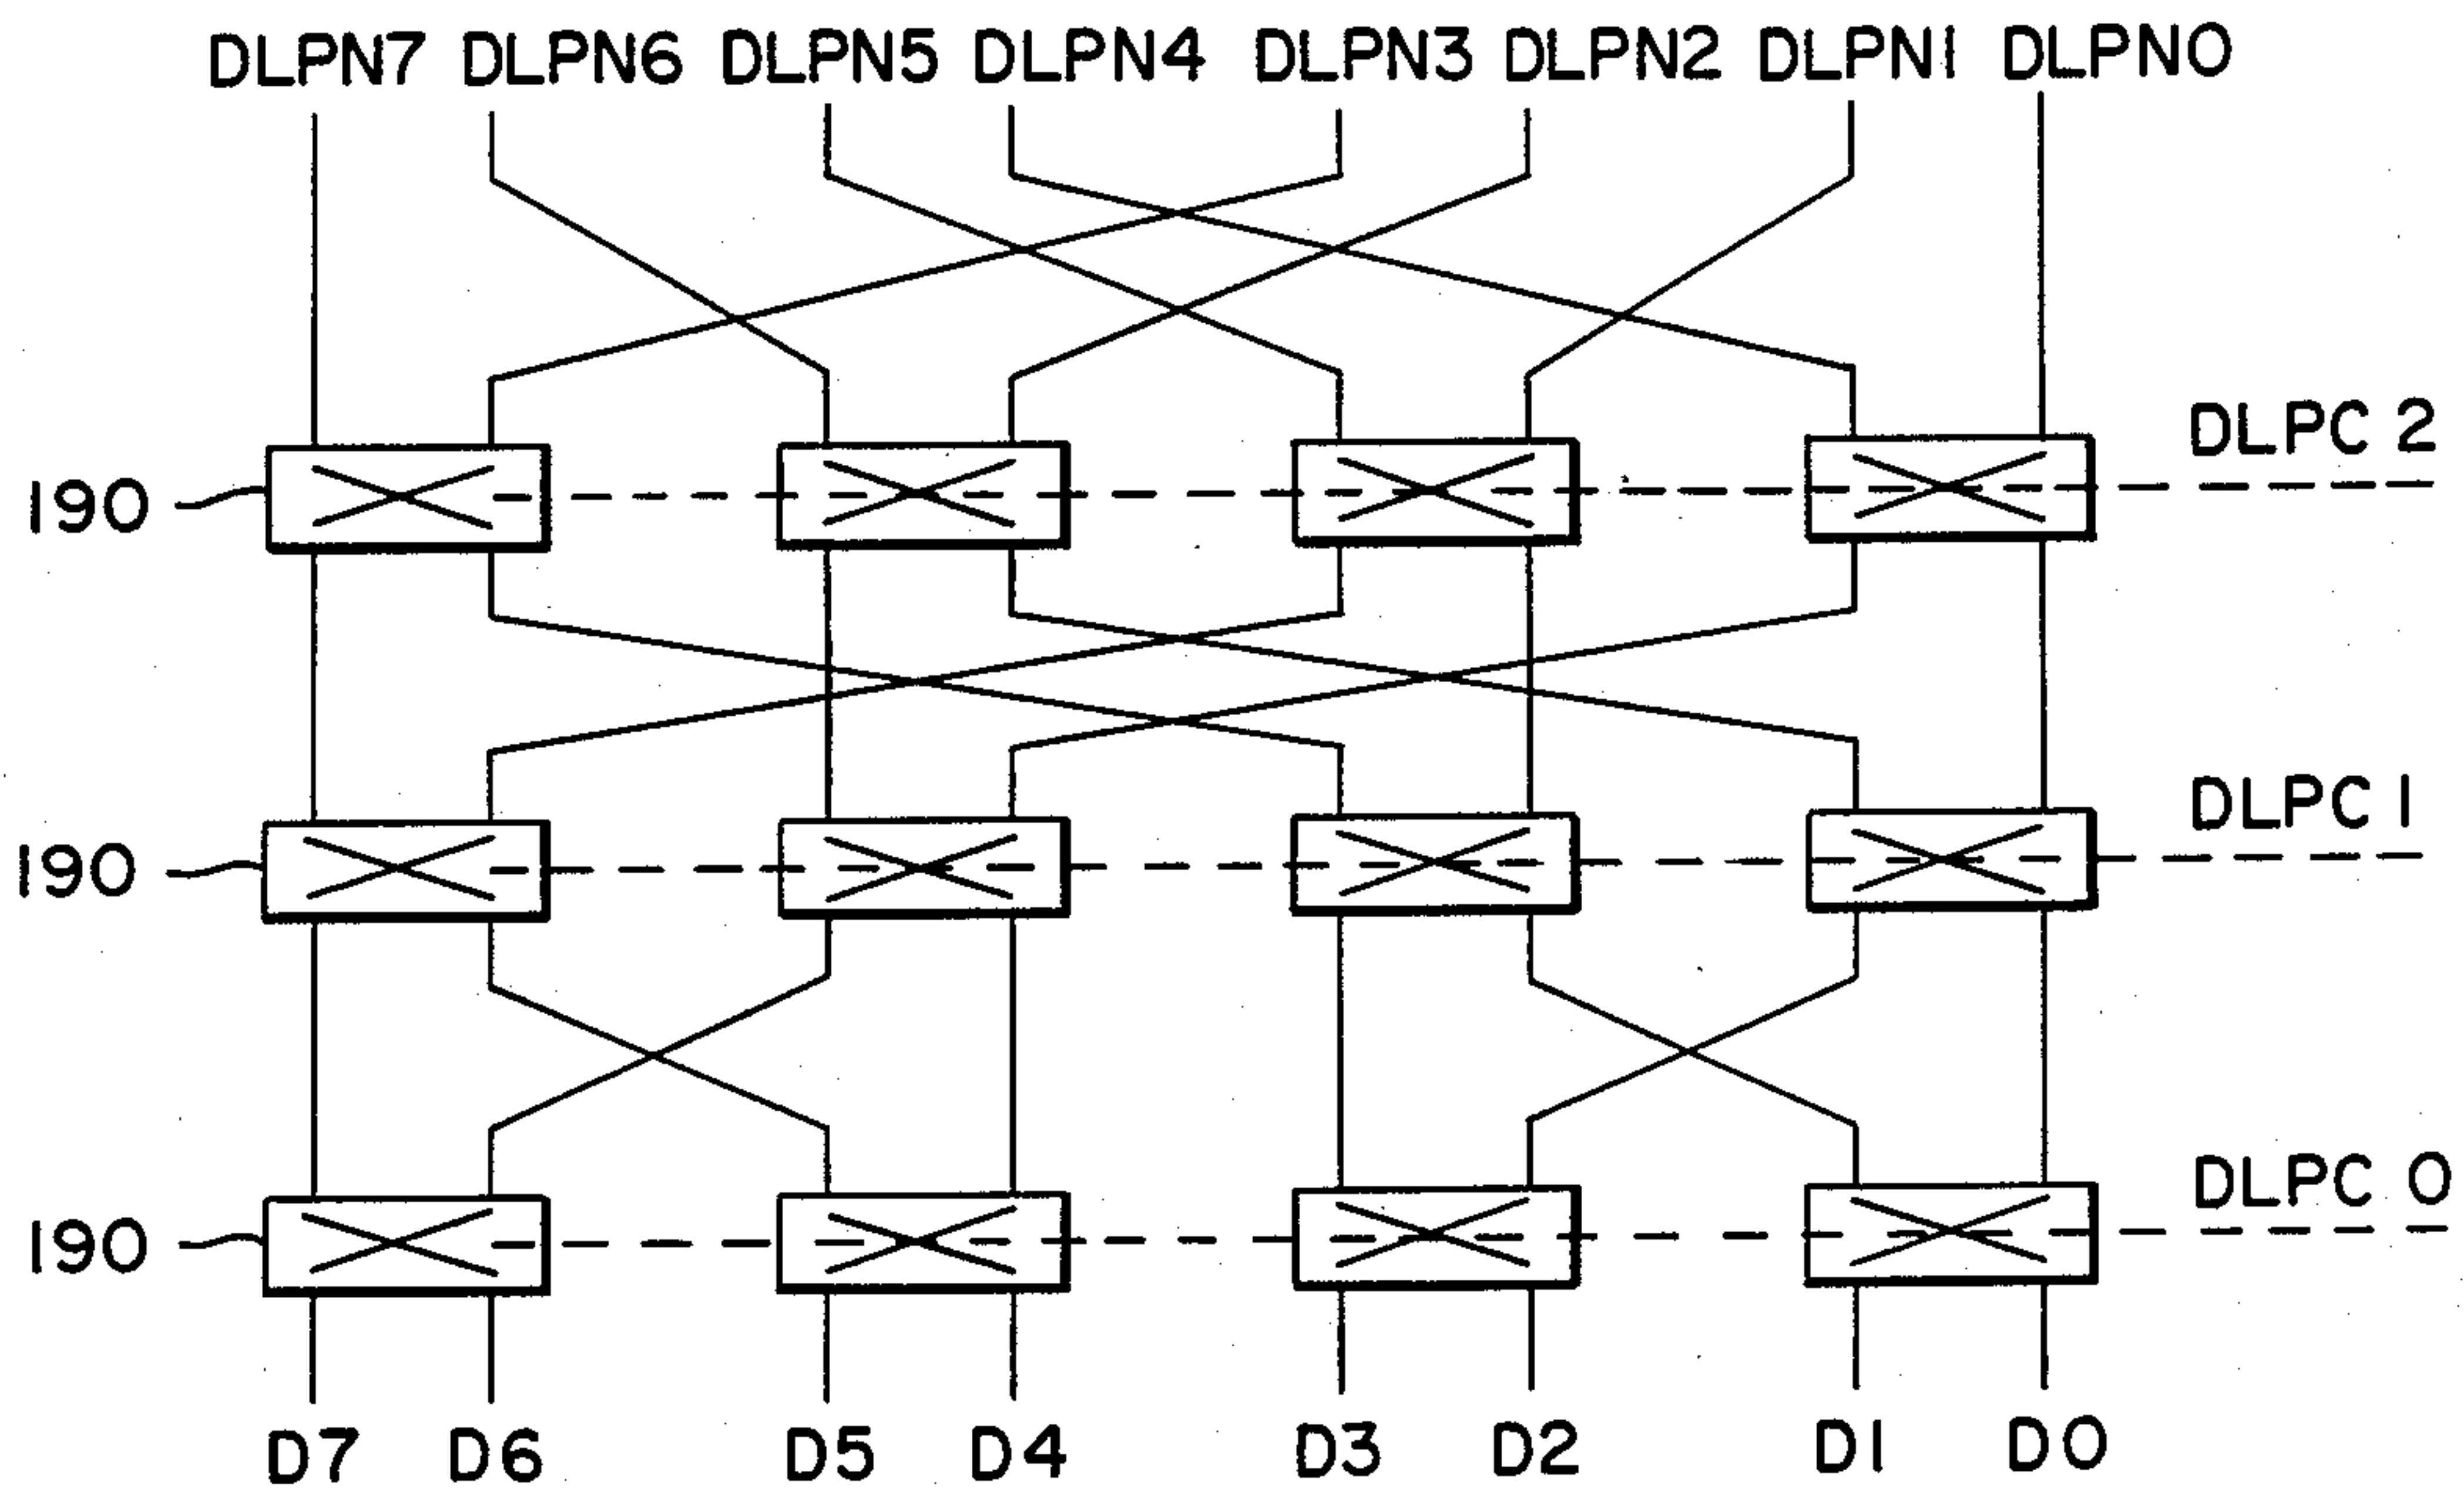 DLPN7 DLPN6 DLPN5 DLPN4 DLPN3 DLPN2 DLPN1 DLPN0
DLPC 2
190
DLPC 1
190
DLPC 0
190
D7 D6 D5 D4 D3 D2 D1 D0